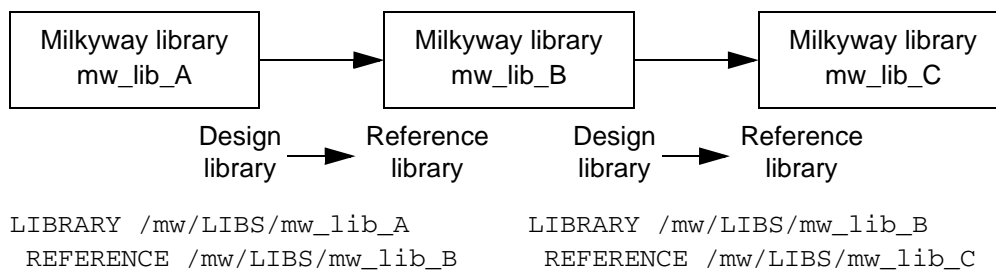 Milkyway library
mw_lib_A
Milkyway library
mw_lib_B
Milkyway library
mw_lib_C
Design
library
Reference
library
Design
library
Reference
library
LIBRARY /mw/LIBS/mw_lib_A
REFERENCE /mw/LIBS/mw_lib_B
LIBRARY /mw/LIBS/mw_lib_B
REFERENCE /mw/LIBS/mw_lib_C